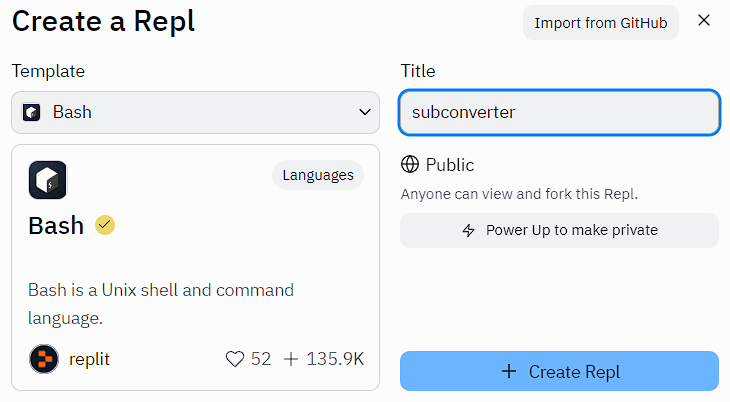 Create a Repl
Import from GitHub
Template
Bash
Languages
Bash
Bash is a Unix shell and command
language.
replit
52
135.9K
Title
subconverter
Public
Anyone can view and fork this Repl.
Power Up to make private
Create Repl